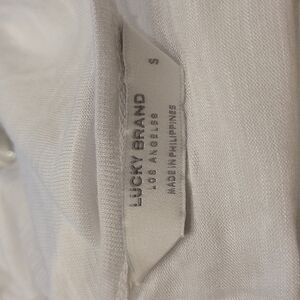 LUCKY BRAND
LOS ANGELES
MADE IN PHILIPPINES
S